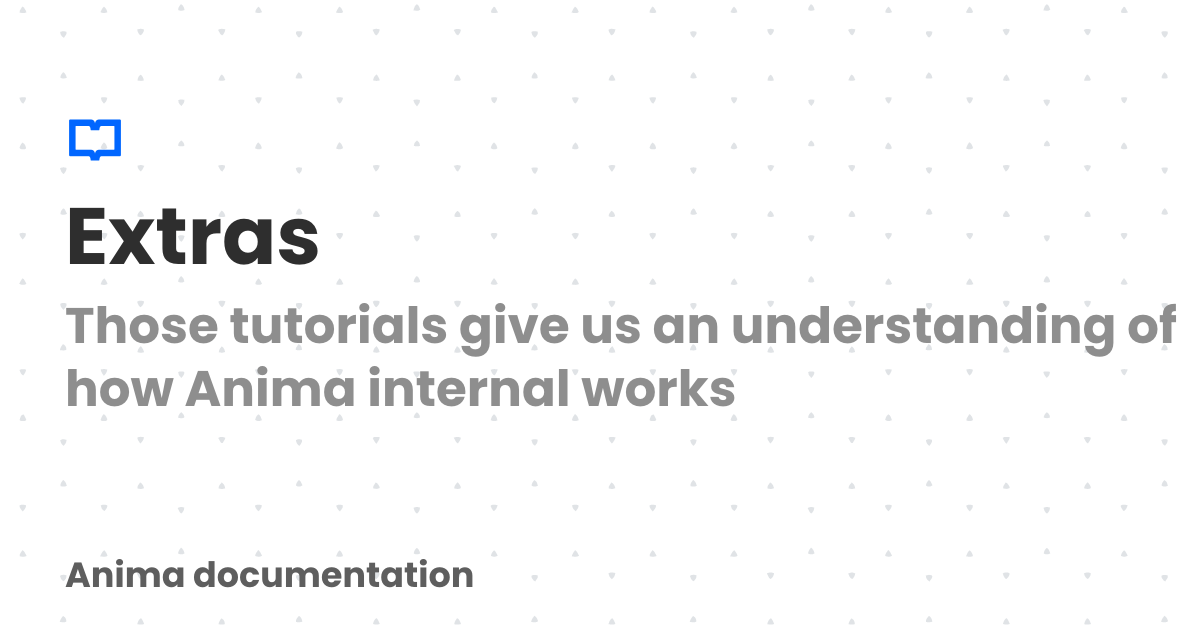 Extras
Those tutorials give us an understanding of
how Anima internal works
Anima documentation